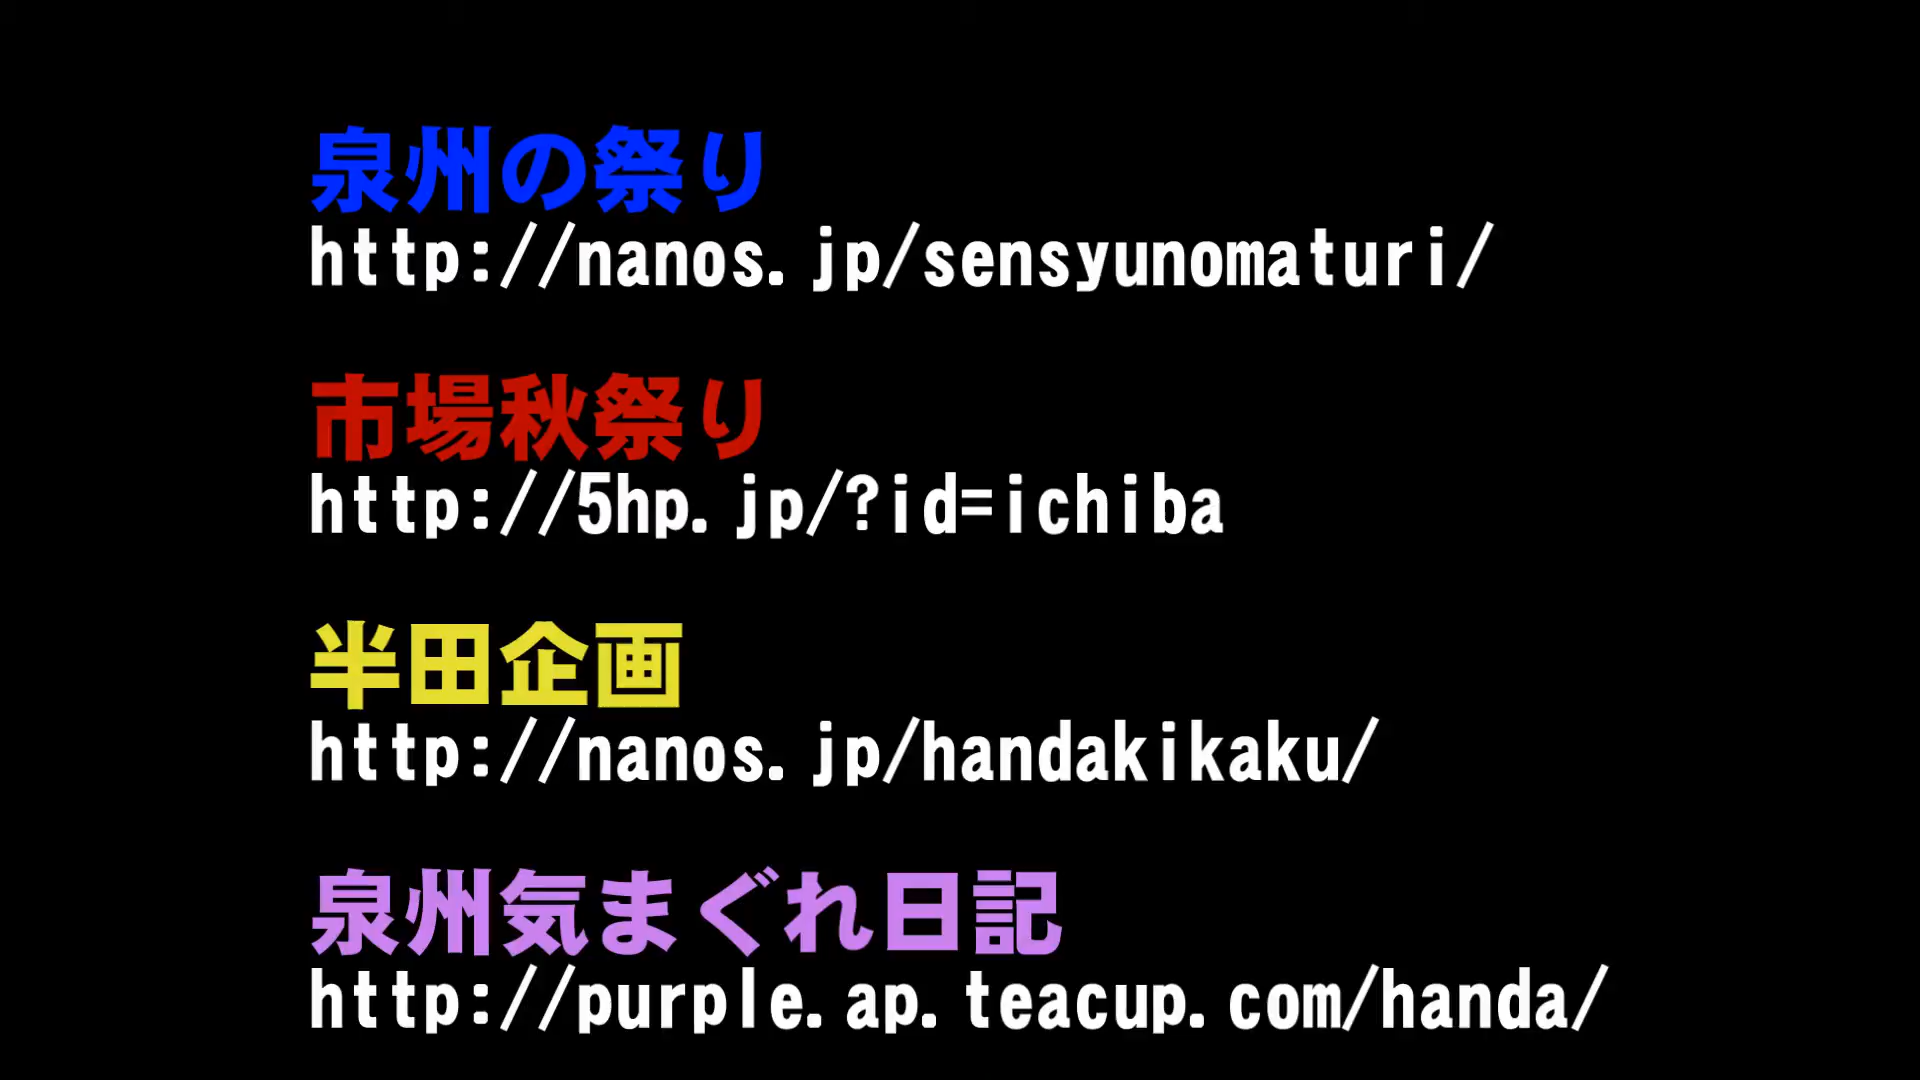 泉州の祭り
http://nanos.jp/sensyunomaturi/
市場秋祭り
http://5hp.jp/?id=ichiba
半田企画
http://nanos.jp/handakikaku/
泉州気まぐれ日記
http://purple.ap.teacup.com/handa/